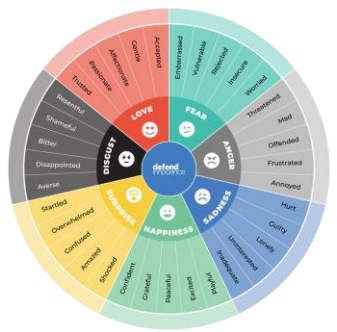 defend
innocence
LOVE
Trusted
Passionate
Affectionate
Gentle
Accepted
FEAR
Embarrassed
Vulnerable
Rejected
Insecure
Worried
ANGER
Threatened
Mad
Offended
Frustrated
Annoyed
SADNESS
Hurt
Guilty
Lonely
Uninterested
Inadequate
HAPPINESS
Playful
Excited
Peaceful
Grateful
Confident
SURPRISE
Shocked
Amazed
Confused
Overwhelmed
Startled
DISGUST
Averse
Disappointed
Bitter
Shameful
Resentful